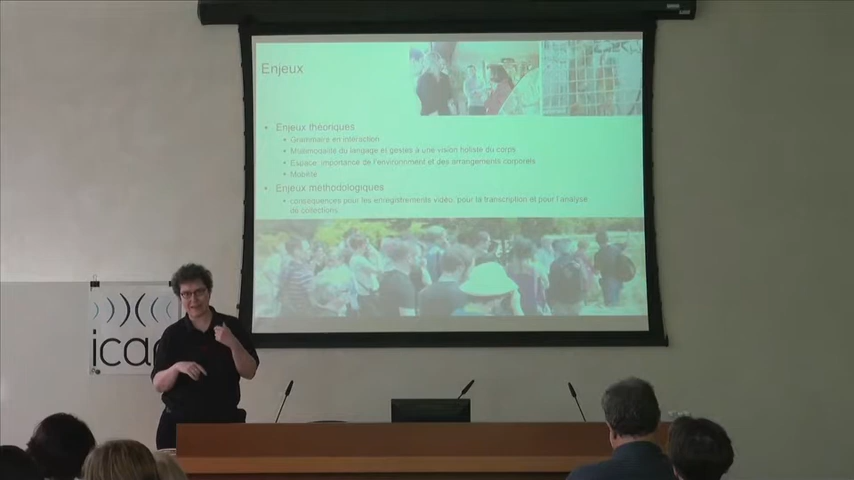 Enjeux
• Enjeux théoriques
• Grammaire en interaction
• Multimodalité du langage et gestes à une vision holiste du corps
• Espace: importance de l'environment et des arrangements corporels
• Mobilité
• Enjeux méthodologiques
• conséquences pour les enregistrements vidéo, pour la transcription et pour l'analyse
de collections
ica